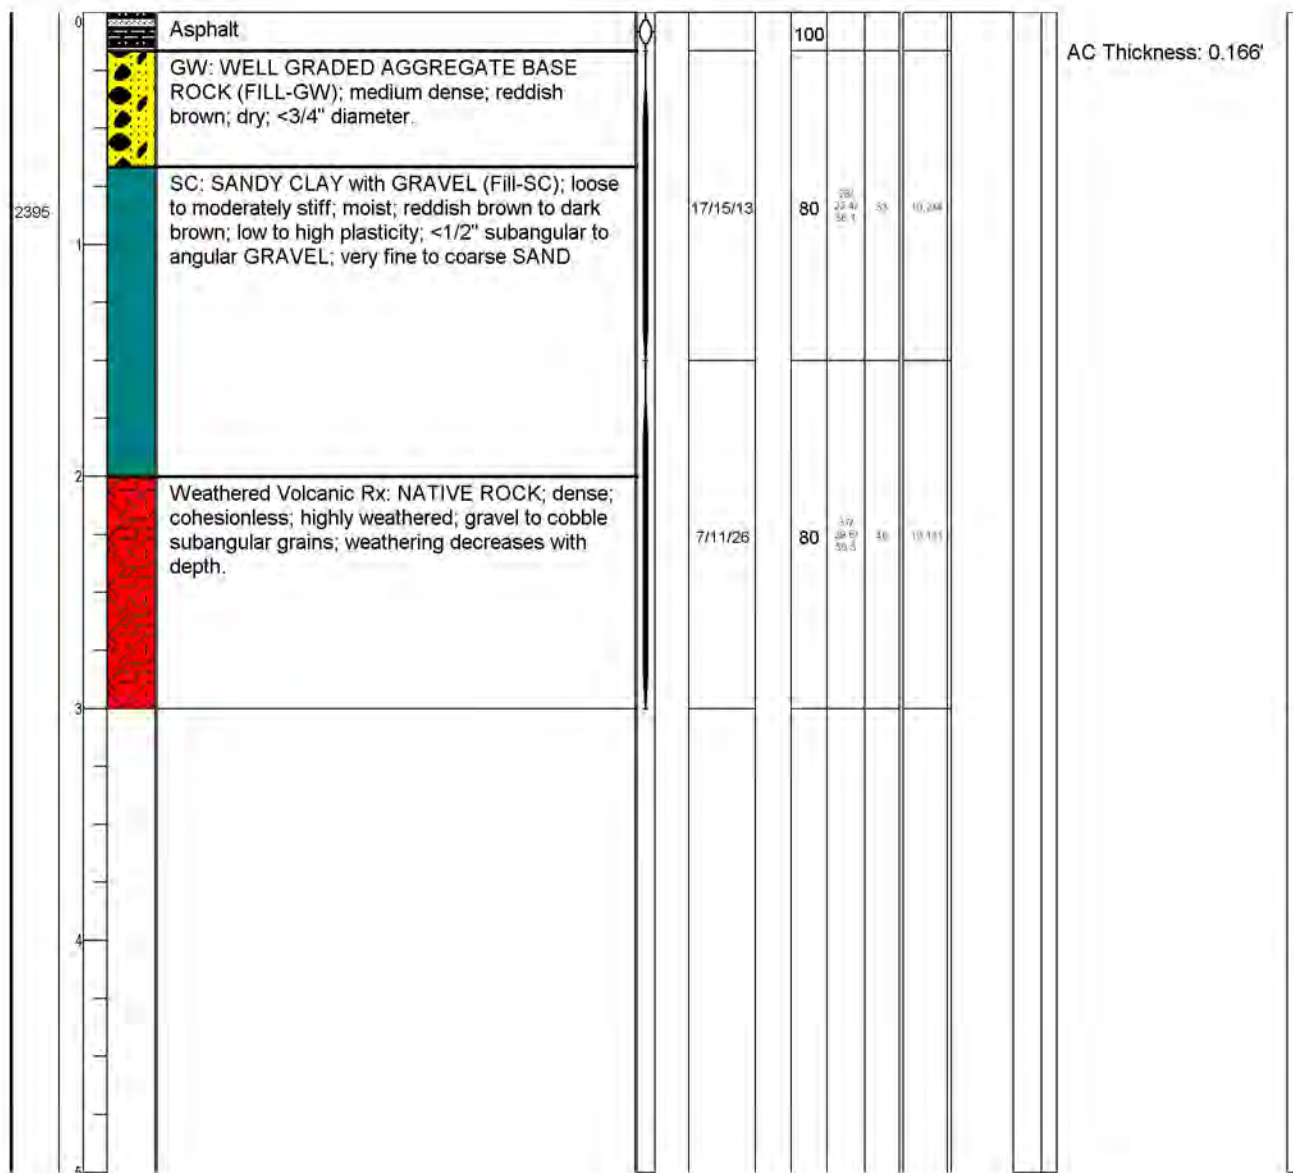 0
Asphalt
100
AC Thickness: 0.166'
GW: WELL GRADED AGGREGATE BASE
ROCK (FILL-GW); medium dense; reddish
brown; dry; <3/4" diameter.
SC: SANDY CLAY with GRAVEL (Fill-SC); loose
to moderately stiff; moist; reddish brown to dark
brown; low to high plasticity; <1/2" subangular to
angular GRAVEL; very fine to coarse SAND
2395
17/15/13
80
1
2
Weathered Volcanic Rx: NATIVE ROCK; dense;
cohesionless; highly weathered; gravel to cobble
subangular grains; weathering decreases with
depth.
7/11/26
80
3
4